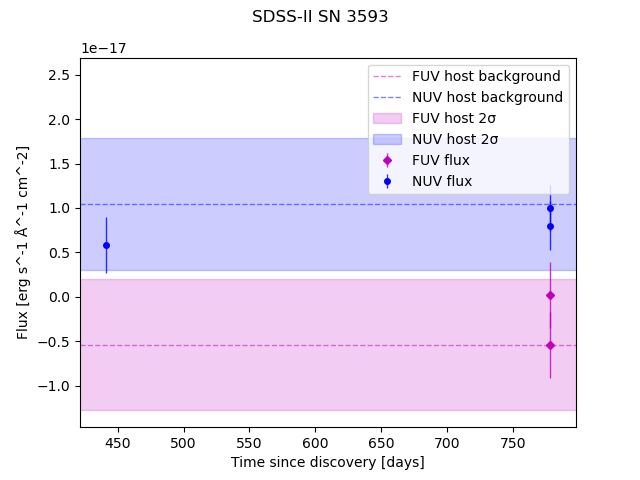 SDSS-II SN 3593
1e−17
FUV host background
NUV host background
FUV host 2σ
NUV host 2σ
FUV flux
NUV flux
2.5
2.0
1.5
1.0
0.5
0.0
−0.5
−1.0
Flux [erg s^-1 Å^-1 cm^-2]
450
500
550
600
650
700
750
Time since discovery [days]